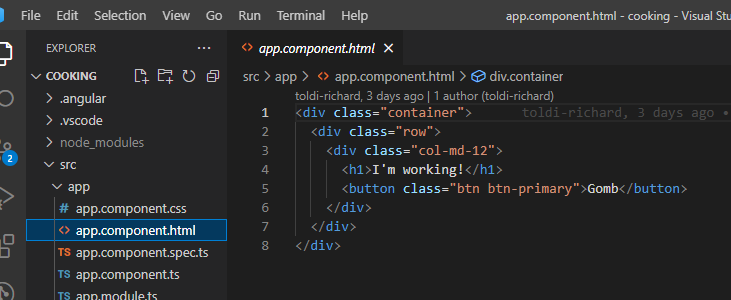 File Edit Selection View Go Run Terminal Help app.component.html - cooking - Visual
EXPLORER ··· <> app.component.html ×
COOKING
src > app > <> app.component.html > div.container
toldi-richard, 3 days ago | 1 author (toldi-richard)
> .angular
> .vscode
> node_modules
src
app
# app.component.css
<> app.component.html
TS app.component.spec.ts
TS app.component.ts
TS app.module.ts
2
1 <div class="container"> toldi-richard, 3 days ago •
2 <div class="row">
3 <div class="col-md-12">
4 <h1>I'm working!</h1>
5 <button class="btn btn-primary">Gomb</button>
6 </div>
7 </div>
8 </div>